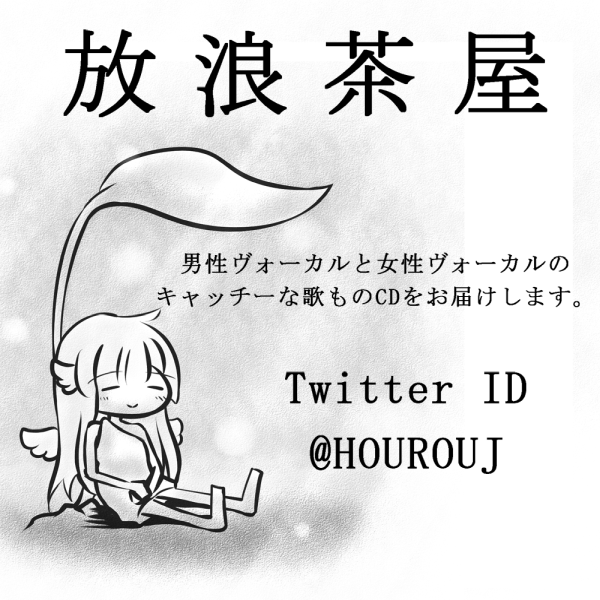 放浪茶屋
男性ヴォーカルと女性ヴォーカルの
キャッチーな歌ものCDをお届けします。
Twitter ID
@HOUROUJ